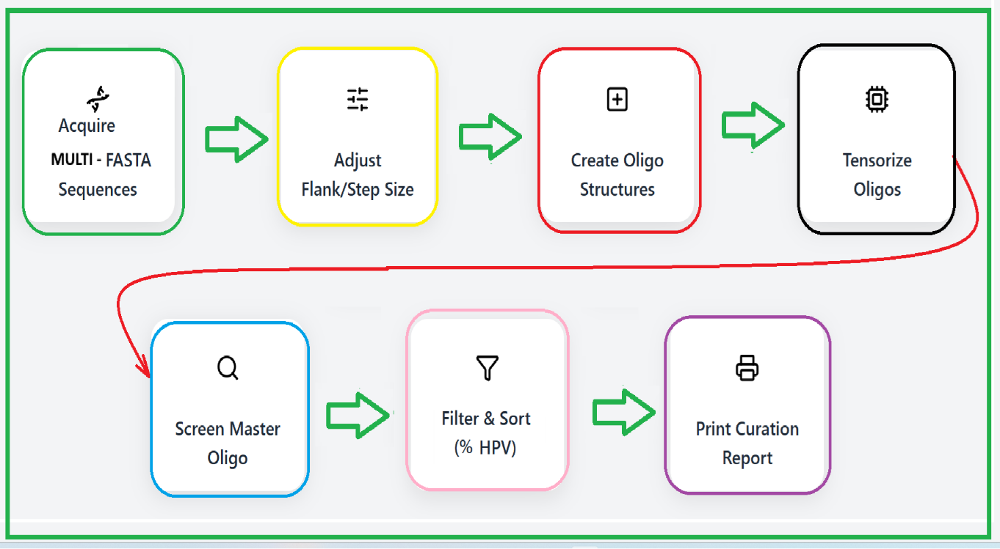 Acquire
MULTI - FASTA
Sequences
Adjust
Flank/Step Size
Create Oligo
Structures
Tensorize
Oligos
Screen Master
Oligo
Filter & Sort
(% HPV)
Print Curation
Report